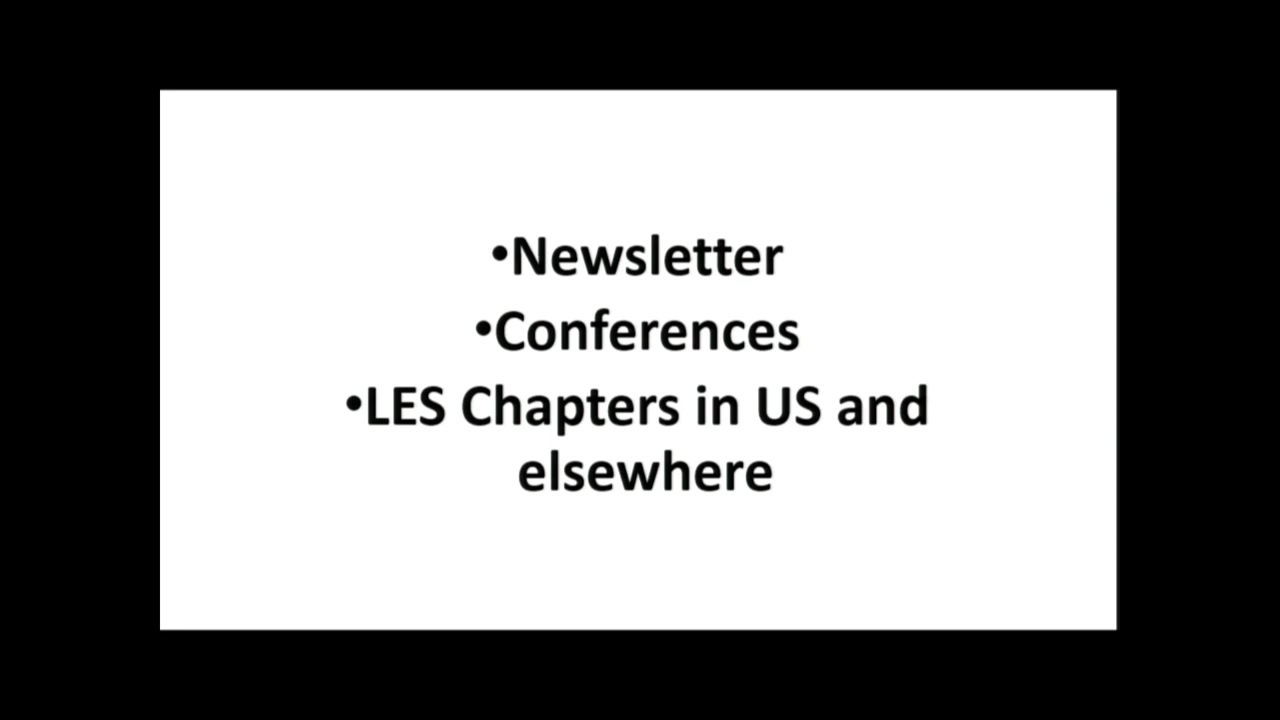 •Newsletter
•Conferences
•LES Chapters in US and
elsewhere